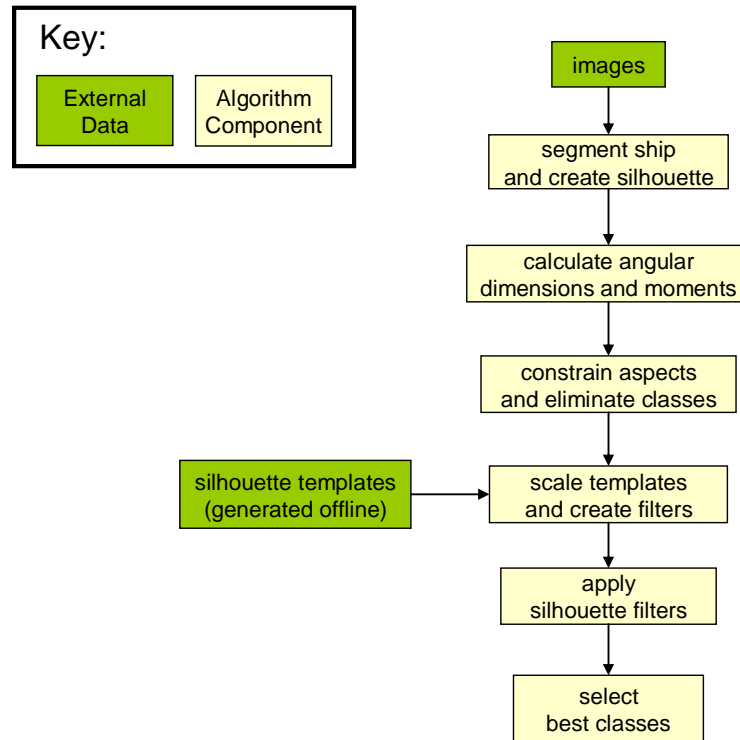 Key:
External
Data
Algorithm
Component
images
segment ship
and create silhouette
calculate angular
dimensions and moments
constrain aspects
and eliminate classes
silhouette templates
(generated offline)
scale templates
and create filters
apply
silhouette filters
select
best classes